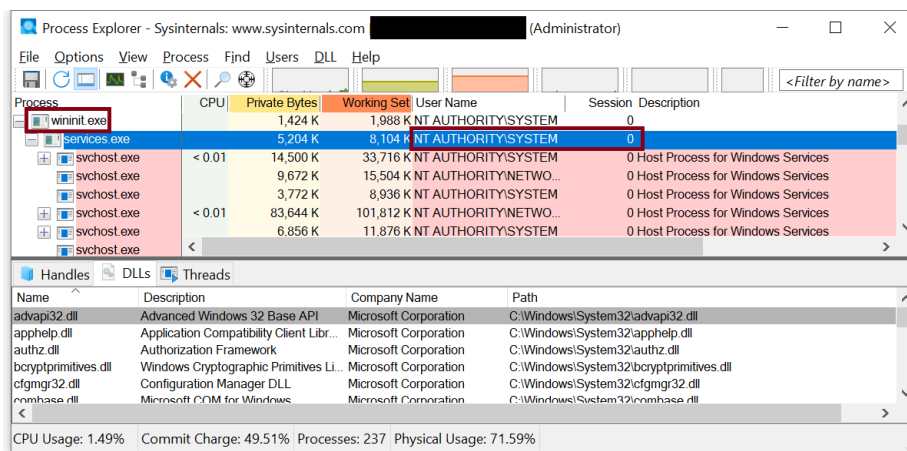 Process Explorer - Sysinternals: www.sysinternals.com (Administrator)
File Options View Process Find Users DLL Help
<Filter by name>
Process CPU Private Bytes Working Set User Name Session Description
wininit.exe 1,424 K 1,988 K NT AUTHORITY\SYSTEM 0
services.exe 5,204 K 8,104 K NT AUTHORITY\SYSTEM 0
svchost.exe < 0.01 14,500 K 33,716 K NT AUTHORITY\SYSTEM 0 Host Process for Windows Services
svchost.exe 9,672 K 15,504 K NT AUTHORITY\NETWO... 0 Host Process for Windows Services
svchost.exe 3,772 K 8,936 K NT AUTHORITY\SYSTEM 0 Host Process for Windows Services
svchost.exe < 0.01 83,644 K 101,812 K NT AUTHORITY\NETWO... 0 Host Process for Windows Services
svchost.exe 6,856 K 11,876 K NT AUTHORITY\SYSTEM 0 Host Process for Windows Services
svchost.exe
Handles DLLs Threads
Name Description Company Name Path
advapi32.dll Advanced Windows 32 Base API Microsoft Corporation C:\Windows\System32\advapi32.dll
apphelp.dll Application Compatibility Client Libr... Microsoft Corporation C:\Windows\System32\apphelp.dll
authz.dll Authorization Framework Microsoft Corporation C:\Windows\System32\authz.dll
bcryptprimitives.dll Windows Cryptographic Primitives Li... Microsoft Corporation C:\Windows\System32\bcryptprimitives.dll
cfgmgr32.dll Configuration Manager DLL Microsoft Corporation C:\Windows\System32\cfgmgr32.dll
combase.dll Microsoft COM for Windows Microsoft Corporation C:\Windows\System32\combase.dll
CPU Usage: 1.49% Commit Charge: 49.51% Processes: 237 Physical Usage: 71.59%